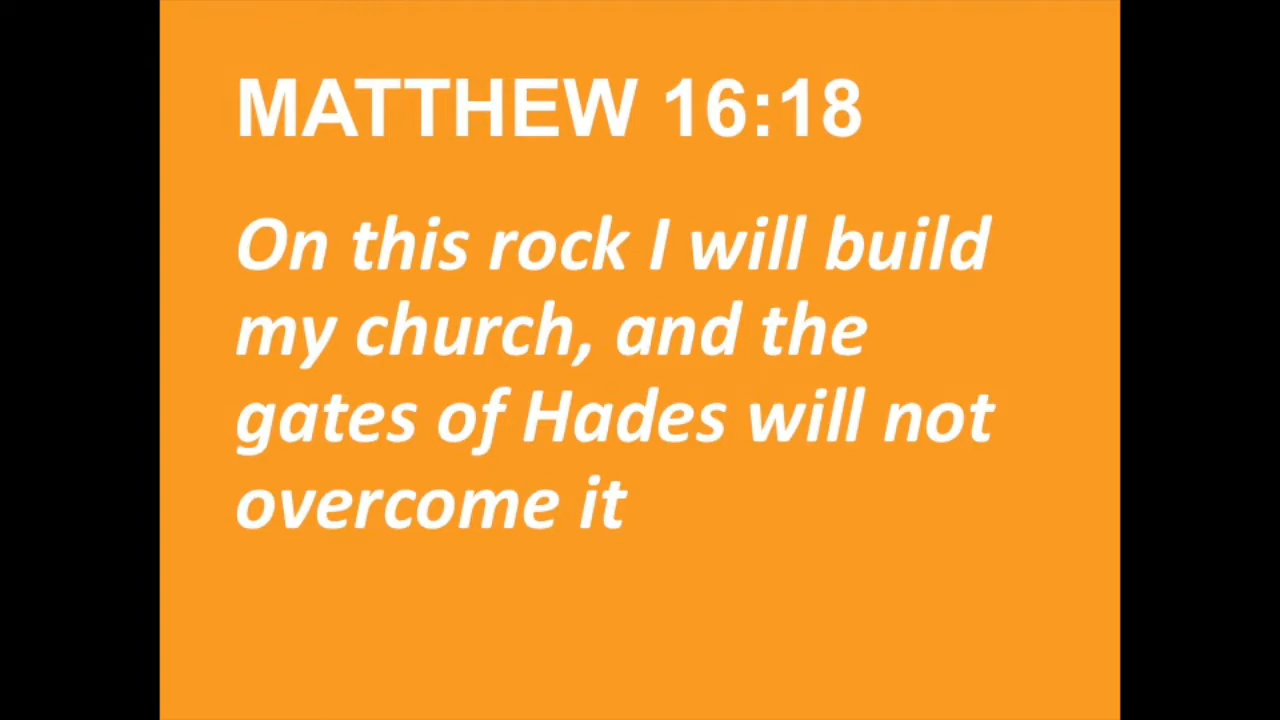 MATTHEW 16:18
On this rock I will build
my church, and the
gates of Hades will not
overcome it